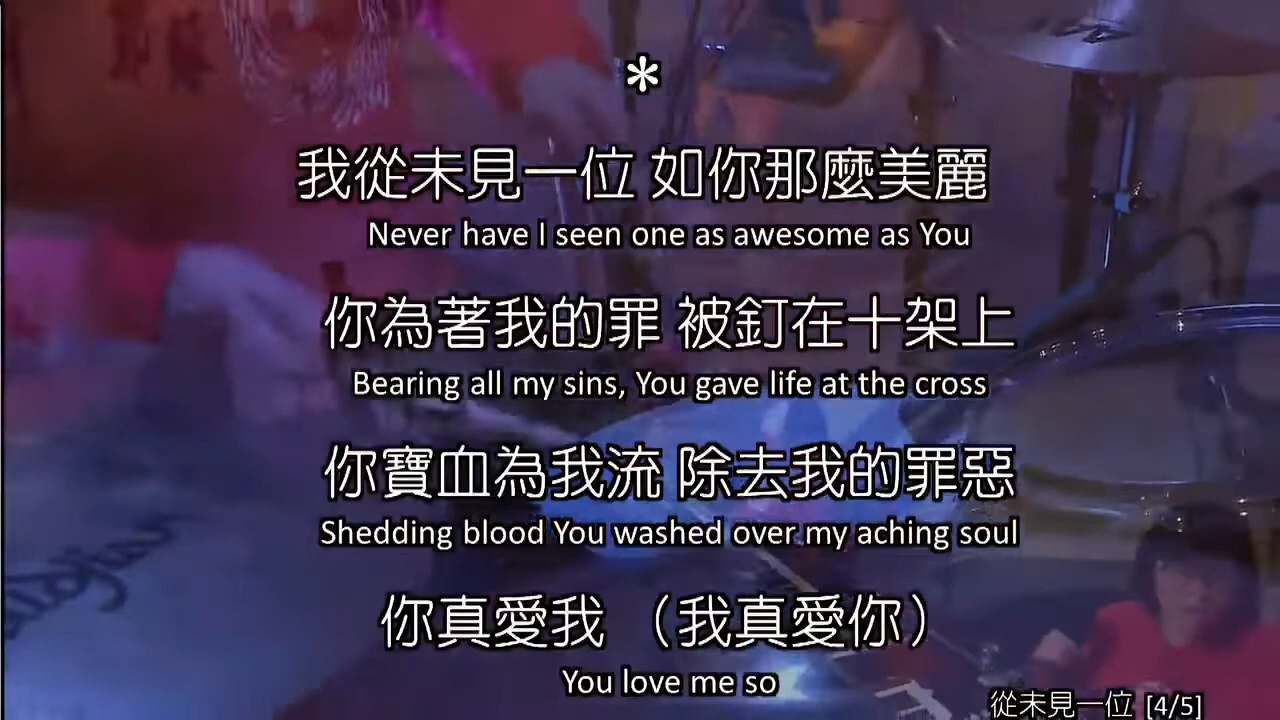 *
我從未見一位 如你那麼美麗
Never have I seen one as awesome as You
你為著我的罪 被釘在十架上
Bearing all my sins, You gave life at the cross
你寶血為我流 除去我的罪惡
Shedding blood You washed over my aching soul
你真愛我 （我真愛你）
You love me so
從未見一位 [4/5]